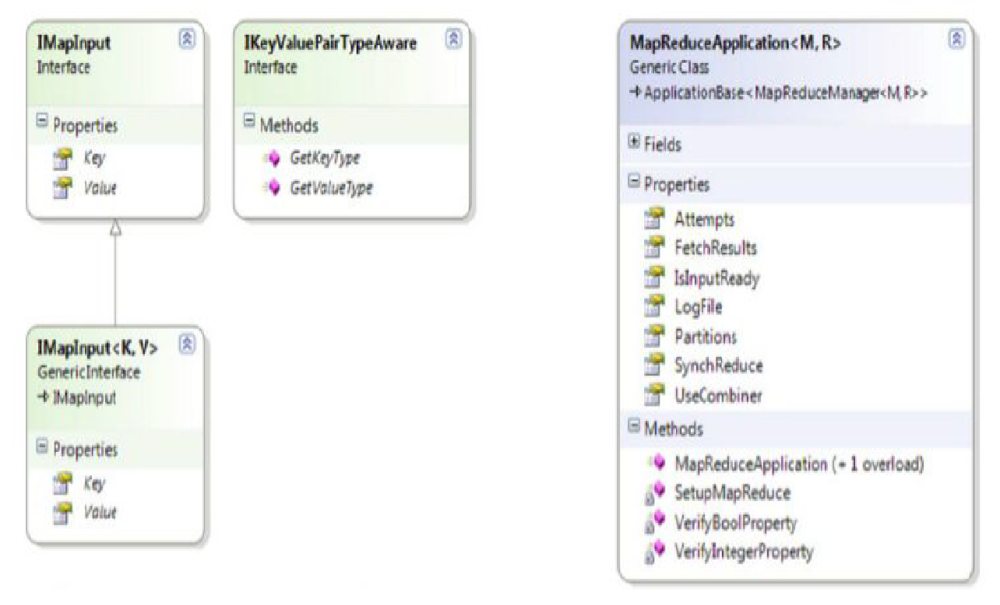 IMapInput
Interface
Properties
Key
Value
IKeyValuePairTypeAware
Interface
Methods
GetKeyType
GetValueType
IMapInput<K, V>
GenericInterface
→ IMapInput
Properties
Key
Value
MapReduceApplication<M, R>
Generic Class
→ ApplicationBase<MapReduceManager<M, R>>
Fields
Properties
Attempts
FetchResults
IsInputReady
LogFile
Partitions
SynchReduce
UseCombiner
Methods
MapReduceApplication (+ 1 overload)
SetupMapReduce
VerifyBoolProperty
VerifyIntegerProperty